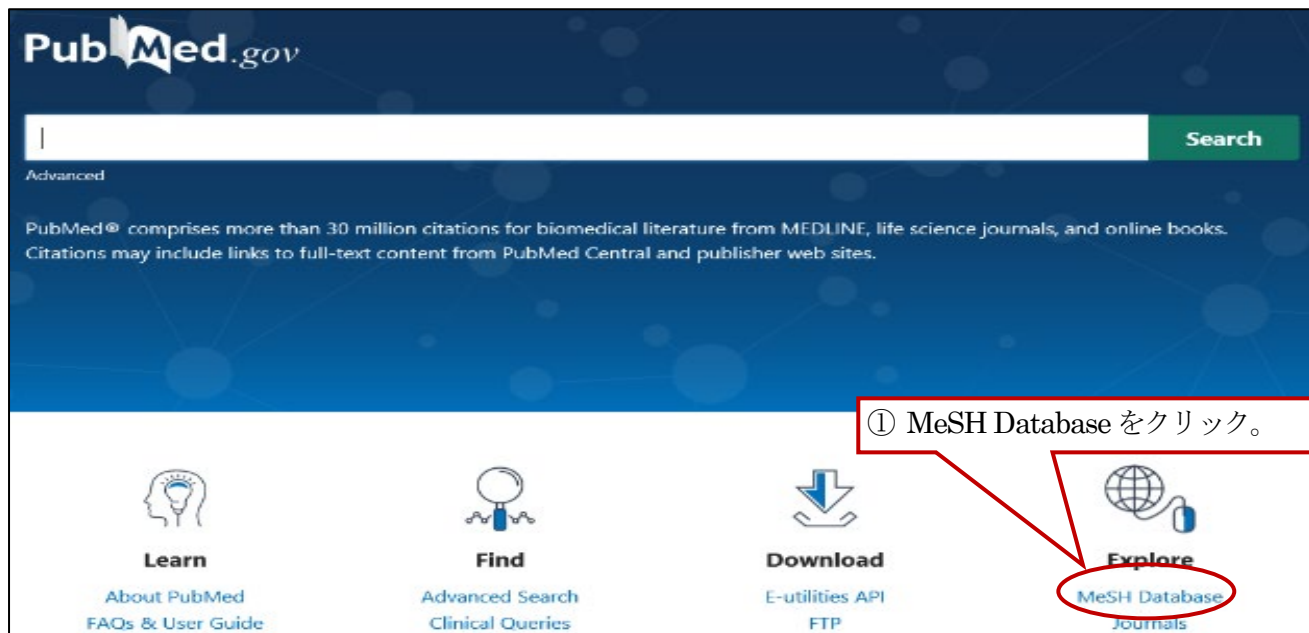 PubMed.gov
Search
Advanced
PubMed® comprises more than 30 million citations for biomedical literature from MEDLINE, life science journals, and online books.
Citations may include links to full-text content from PubMed Central and publisher web sites.
① MeSH Database をクリック。
Learn
About PubMed
FAQs & User Guide
Find
Advanced Search
Clinical Queries
Download
E-utilities API
FTP
Explore
MeSH Database
Journals